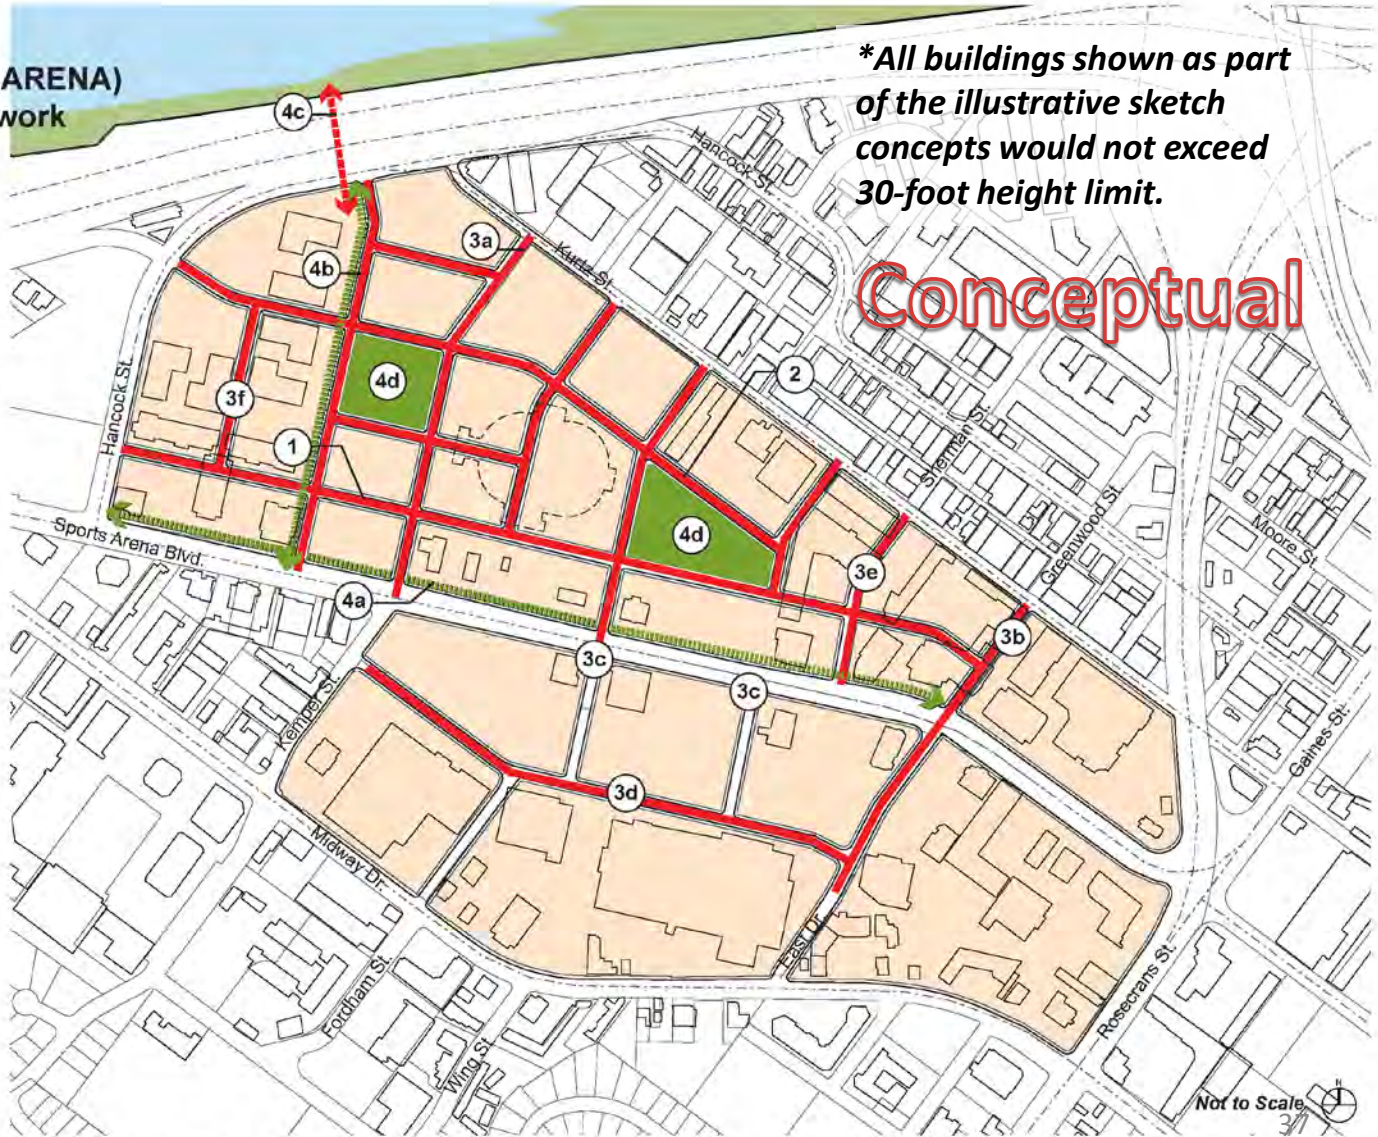 ARENA)
work
*All buildings shown as part
of the illustrative sketch
concepts would not exceed
30-foot height limit.
Conceptual
4c
Hancock St.
3a
Kurtz St.
4b
4d
2
3f
Hancock St.
1
Sherman St.
4d
Greenwood St.
Moore St.
Sports Arena Blvd.
3e
4a
3b
3c
3c
Kemper St.
Gaines St.
3d
Midway Dr.
East Dr.
Fordham St.
Rosecrans St.
Wing St.
N
Not to Scale
37